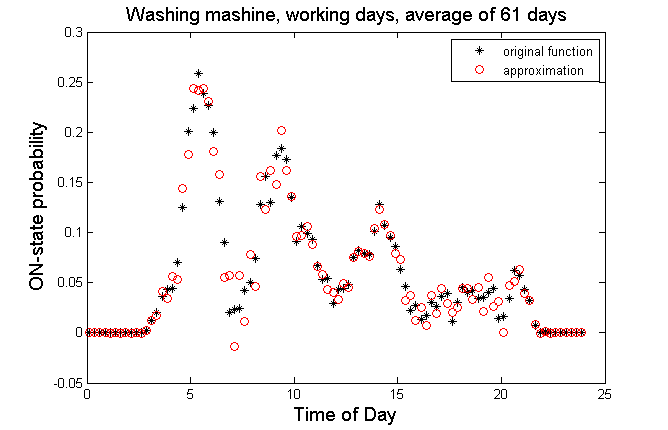 Washing mashine, working days, average of 61 days
0.3
original function
approximation
0.25
0.2
0.15
0.1
0.05
0
-0.05
ON-state probability
0 5 10 15 20 25
Time of Day